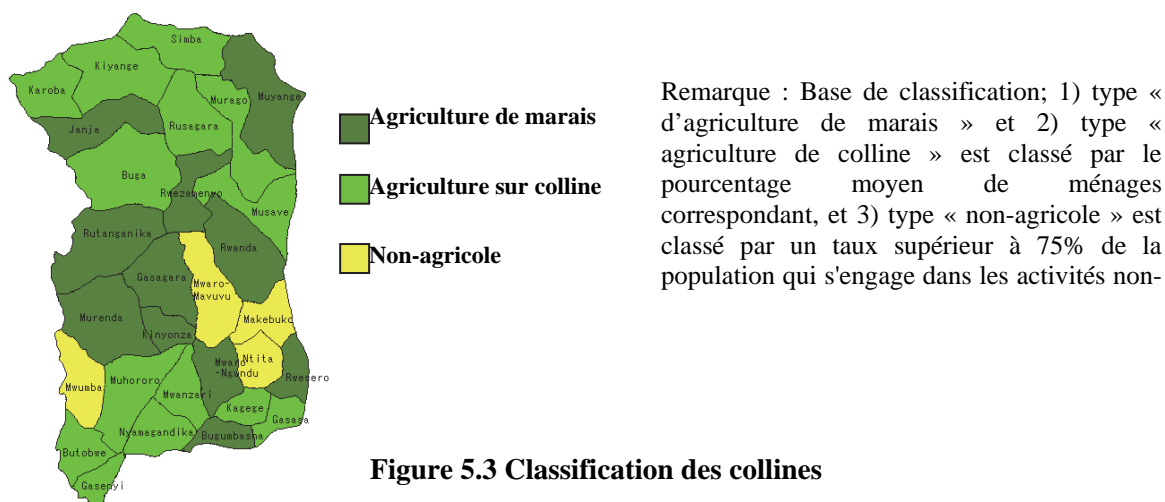 Simba
Kiyange
Karoba
Murago
Muyange
Janja
Rusagara
Buga
Rwezamenyo
Musave
Rutanganika
Rwanda
Gasagara
Mwaro-
Mavuvu
Murenda
Makebuko
Kinyonza
Ntita
Mwaro
-Ngundu
Rwesero
Mwumba
Muhororo
Mwanzari
Kagege
Gasasa
Nyamagandika
Bugumbasha
Butobwe
Gasenyi
Agriculture de marais
Agriculture sur colline
Non-agricole
Remarque : Base de classification; 1) type «
d'agriculture de marais » et 2) type «
agriculture de colline » est classé par le
pourcentage moyen de ménages
correspondant, et 3) type « non-agricole » est
classé par un taux supérieur à 75% de la
population qui s'engage dans les activités non-
Figure 5.3 Classification des collines